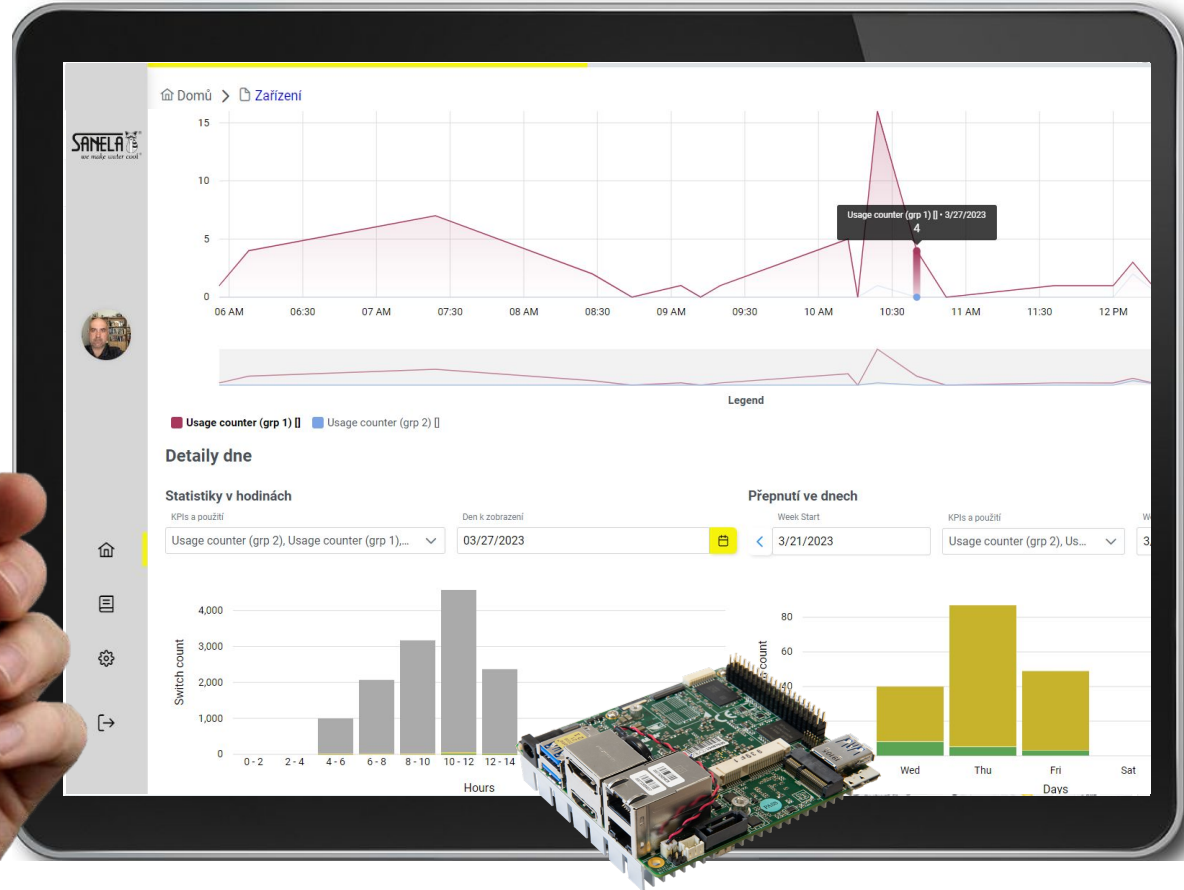 Domů > Zařízení
SANELA
we make water cool
15
10
5
0
Usage counter (grp 1) [] • 3/27/2023
4
06 AM 06:30 07 AM 07:30 08 AM 08:30 09 AM 09:30 10 AM 10:30 11 AM 11:30 12 PM
Legend
Usage counter (grp 1) [] Usage counter (grp 2) []
Detaily dne
Statistiky v hodinách Přepnutí ve dnech
KPIs a použití Den k zobrazení Week Start KPIs a použití
Usage counter (grp 2), Usage counter (grp 1),... 03/27/2023 3/21/2023 Usage counter (grp 2), Us...
Switch count
4,000
3,000
2,000
1,000
0
0 - 2 2 - 4 4 - 6 6 - 8 8 - 10 10 - 12 12 - 14
Hours
count
80
60
40
Wed Thu Fri Sat
Days